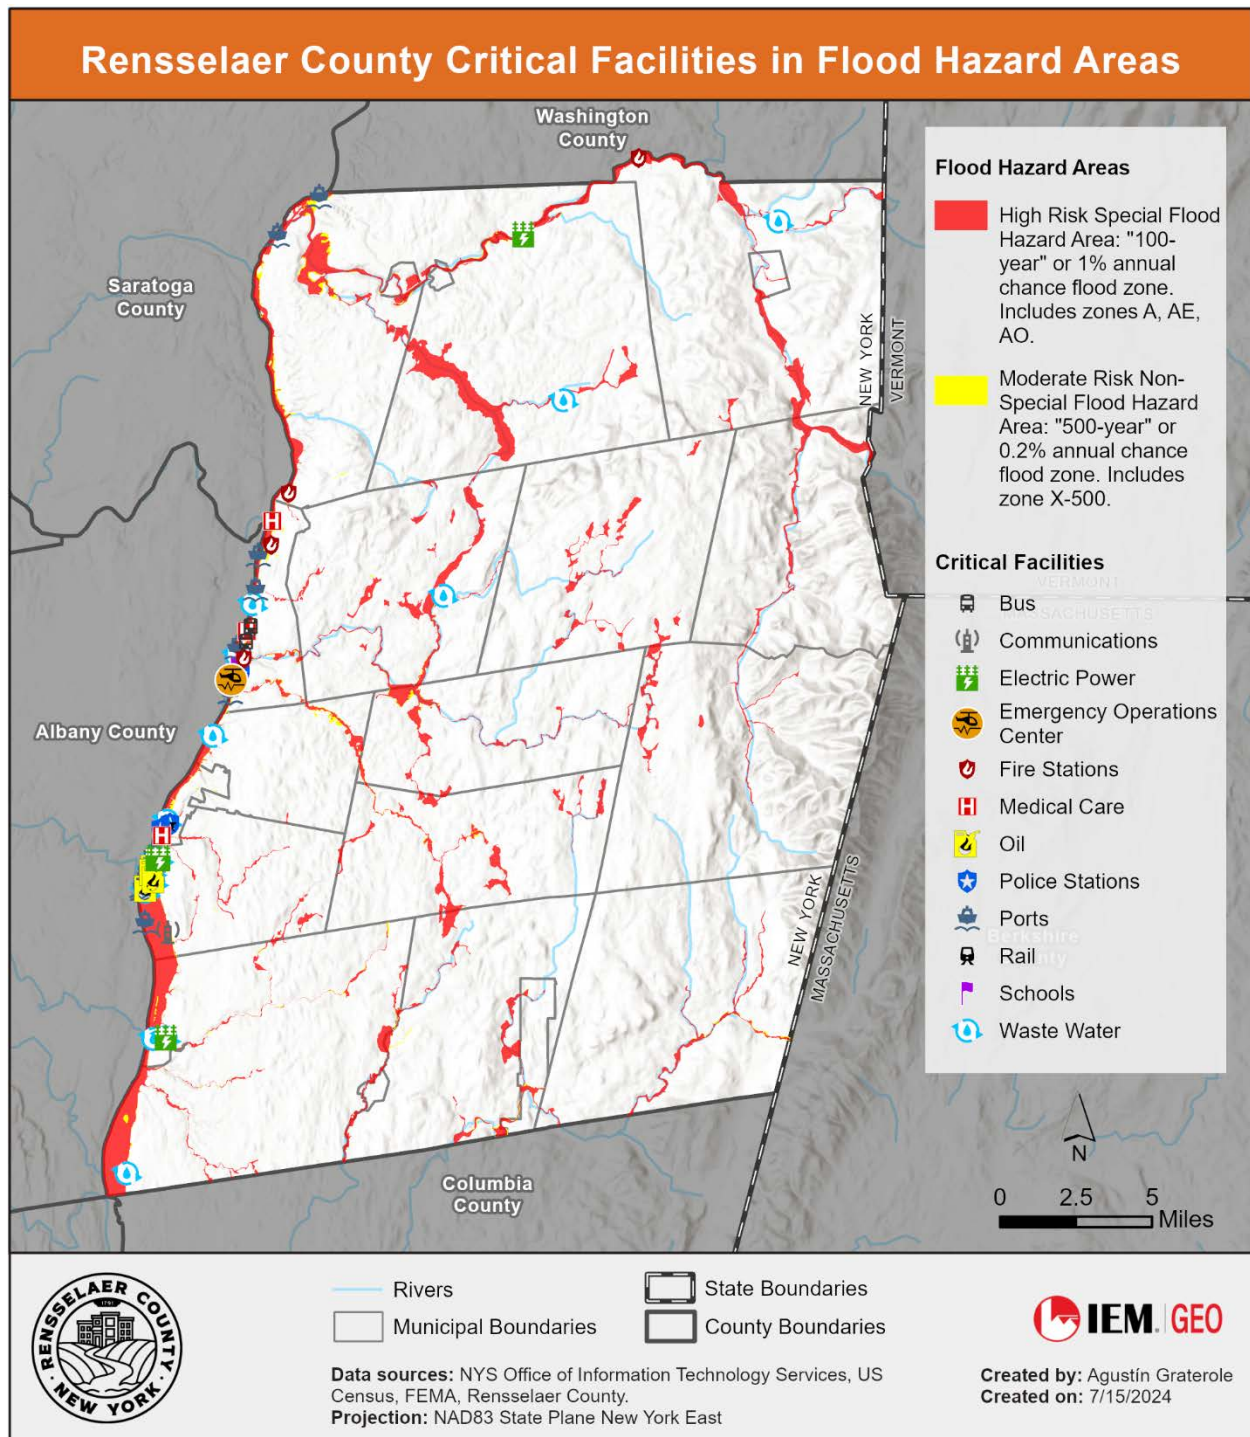 Rensselaer County Critical Facilities in Flood Hazard Areas
Washington
County
Saratoga
County
Albany County
Columbia
County
NEW YORK
VERMONT
NEW YORK
MASSACHUSETTS
Flood Hazard Areas
High Risk Special Flood
Hazard Area: "100-
year" or 1% annual
chance flood zone.
Includes zones A, AE,
AO.
Moderate Risk Non-
Special Flood Hazard
Area: "500-year" or
0.2% annual chance
flood zone. Includes
zone X-500.
Critical Facilities
VERMONT
MASSACHUSETTS
Bus
Communications
Electric Power
Emergency Operations
Center
Fire Stations
Medical Care
Oil
Police Stations
Ports
Berkshire
Rail
Schools
Waste Water
N
0 2.5 5
Miles
RENSSELAER COUNTY
1791
NEW YORK
Rivers
Municipal Boundaries
State Boundaries
County Boundaries
Data sources: NYS Office of Information Technology Services, US
Census, FEMA, Rensselaer County.
Projection: NAD83 State Plane New York East
IEM. GEO
Created by: Agustín Graterole
Created on: 7/15/2024